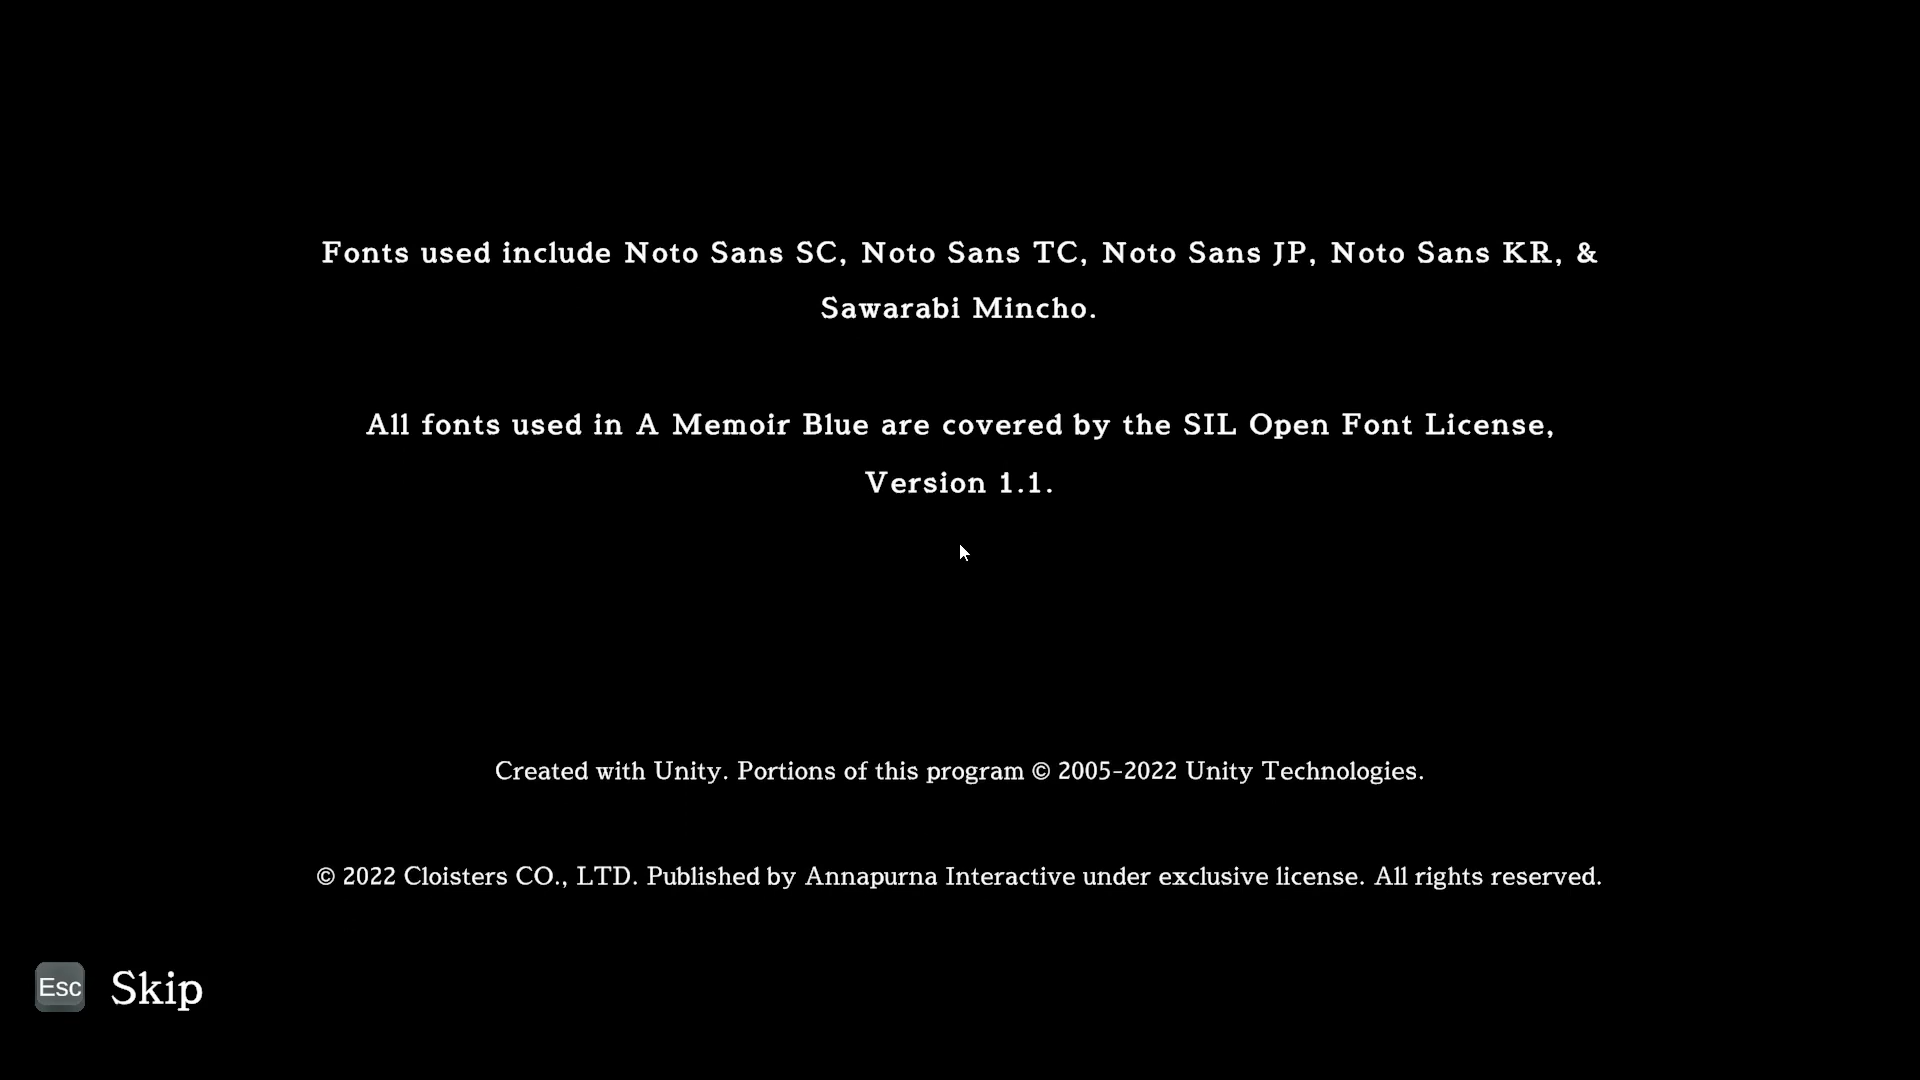 Fonts used include Noto Sans SC, Noto Sans TC, Noto Sans JP, Noto Sans KR, &
Sawarabi Mincho.
All fonts used in A Memoir Blue are covered by the SIL Open Font License,
Version 1.1.
Created with Unity. Portions of this program © 2005-2022 Unity Technologies.
© 2022 Cloisters CO., LTD. Published by Annapurna Interactive under exclusive license. All rights reserved.
Esc Skip